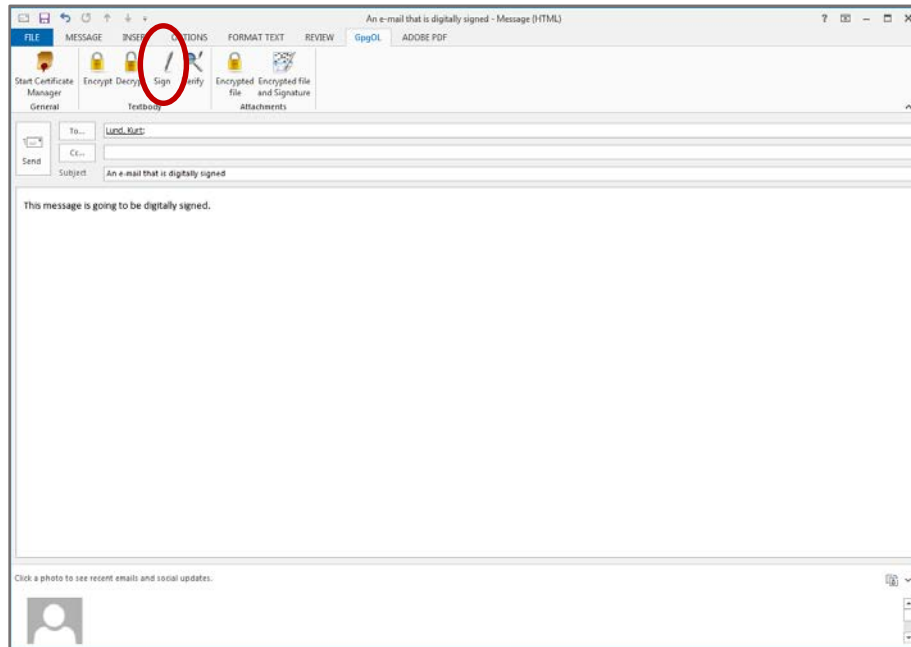 An e-mail that is digitally signed - Message (HTML)
FILE MESSAGE INSERT OPTIONS FORMAT TEXT REVIEW GpgOL ADOBE PDF
Start Certificate Manager
Encrypt Decrypt Sign Verify
Encrypted file
Encrypted file and Signature
General Textbody Attachments
To... Lund, Kurt;
Cc...
Send
Subject An e-mail that is digitally signed
This message is going to be digitally signed.
Click a photo to see recent emails and social updates.